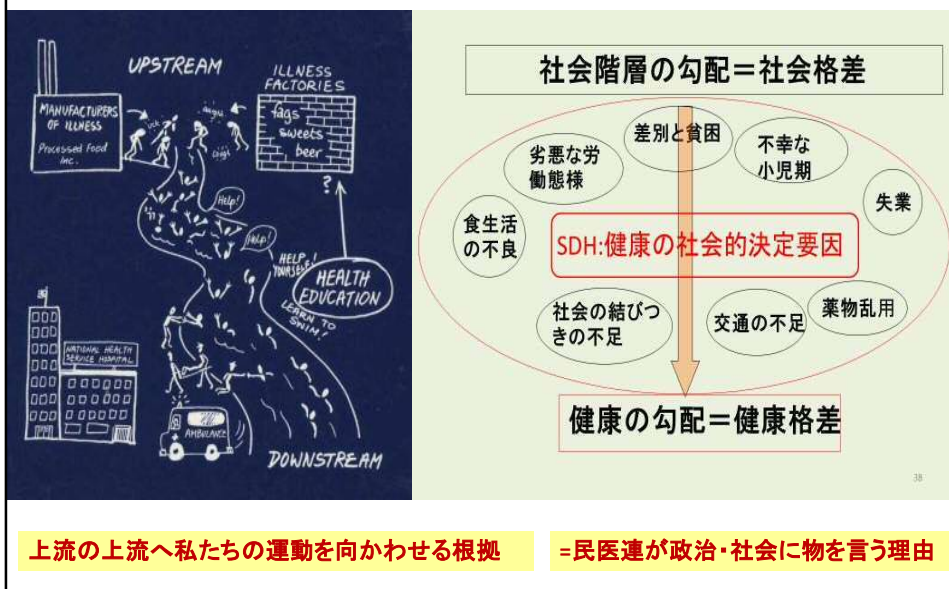 UPSTREAM
ILLNESS
FACTORIES
MANUFACTURERS
OF ILLNESS
Processed Food
Inc.
fags
sweets
beer
?
Help!
Help!
HELP
YOURSELF!
HEALTH
EDUCATION
LEARN TO
SWIM!
NATIONAL HEALTH
SERVICE HOSPITAL
AMBULANCE
DOWNSTREAM
社会階層の勾配=社会格差
差別と貧困
不幸な
小児期
劣悪な労
働態様
失業
食生活
の不良
SDH:健康の社会的決定要因
社会の結びつ
きの不足
交通の不足
薬物乱用
健康の勾配=健康格差
38
上流の上流へ私たちの運動を向かわせる根拠
=民医連が政治・社会に物を言う理由